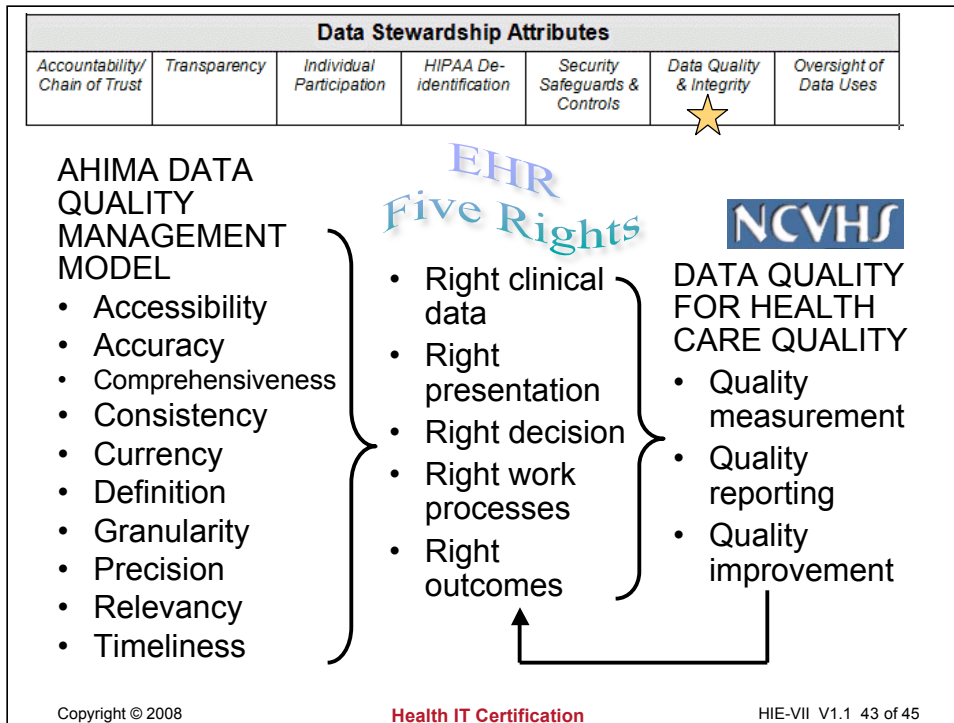 Data Stewardship Attributes
Accountability/
Chain of Trust
Transparency
Individual
Participation
HIPAA De-
identification
Security
Safeguards &
Controls
Data Quality
& Integrity
Oversight of
Data Uses
AHIMA DATA
QUALITY
MANAGEMENT
MODEL
• Accessibility
• Accuracy
• Comprehensiveness
• Consistency
• Currency
• Definition
• Granularity
• Precision
• Relevancy
• Timeliness
EHR
Five Rights
• Right clinical
data
• Right
presentation
• Right decision
• Right work
processes
• Right
outcomes
NCVHS
DATA QUALITY
FOR HEALTH
CARE QUALITY
• Quality
measurement
• Quality
reporting
• Quality
improvement
Copyright © 2008
Health IT Certification
HIE-VII V1.1 43 of 45